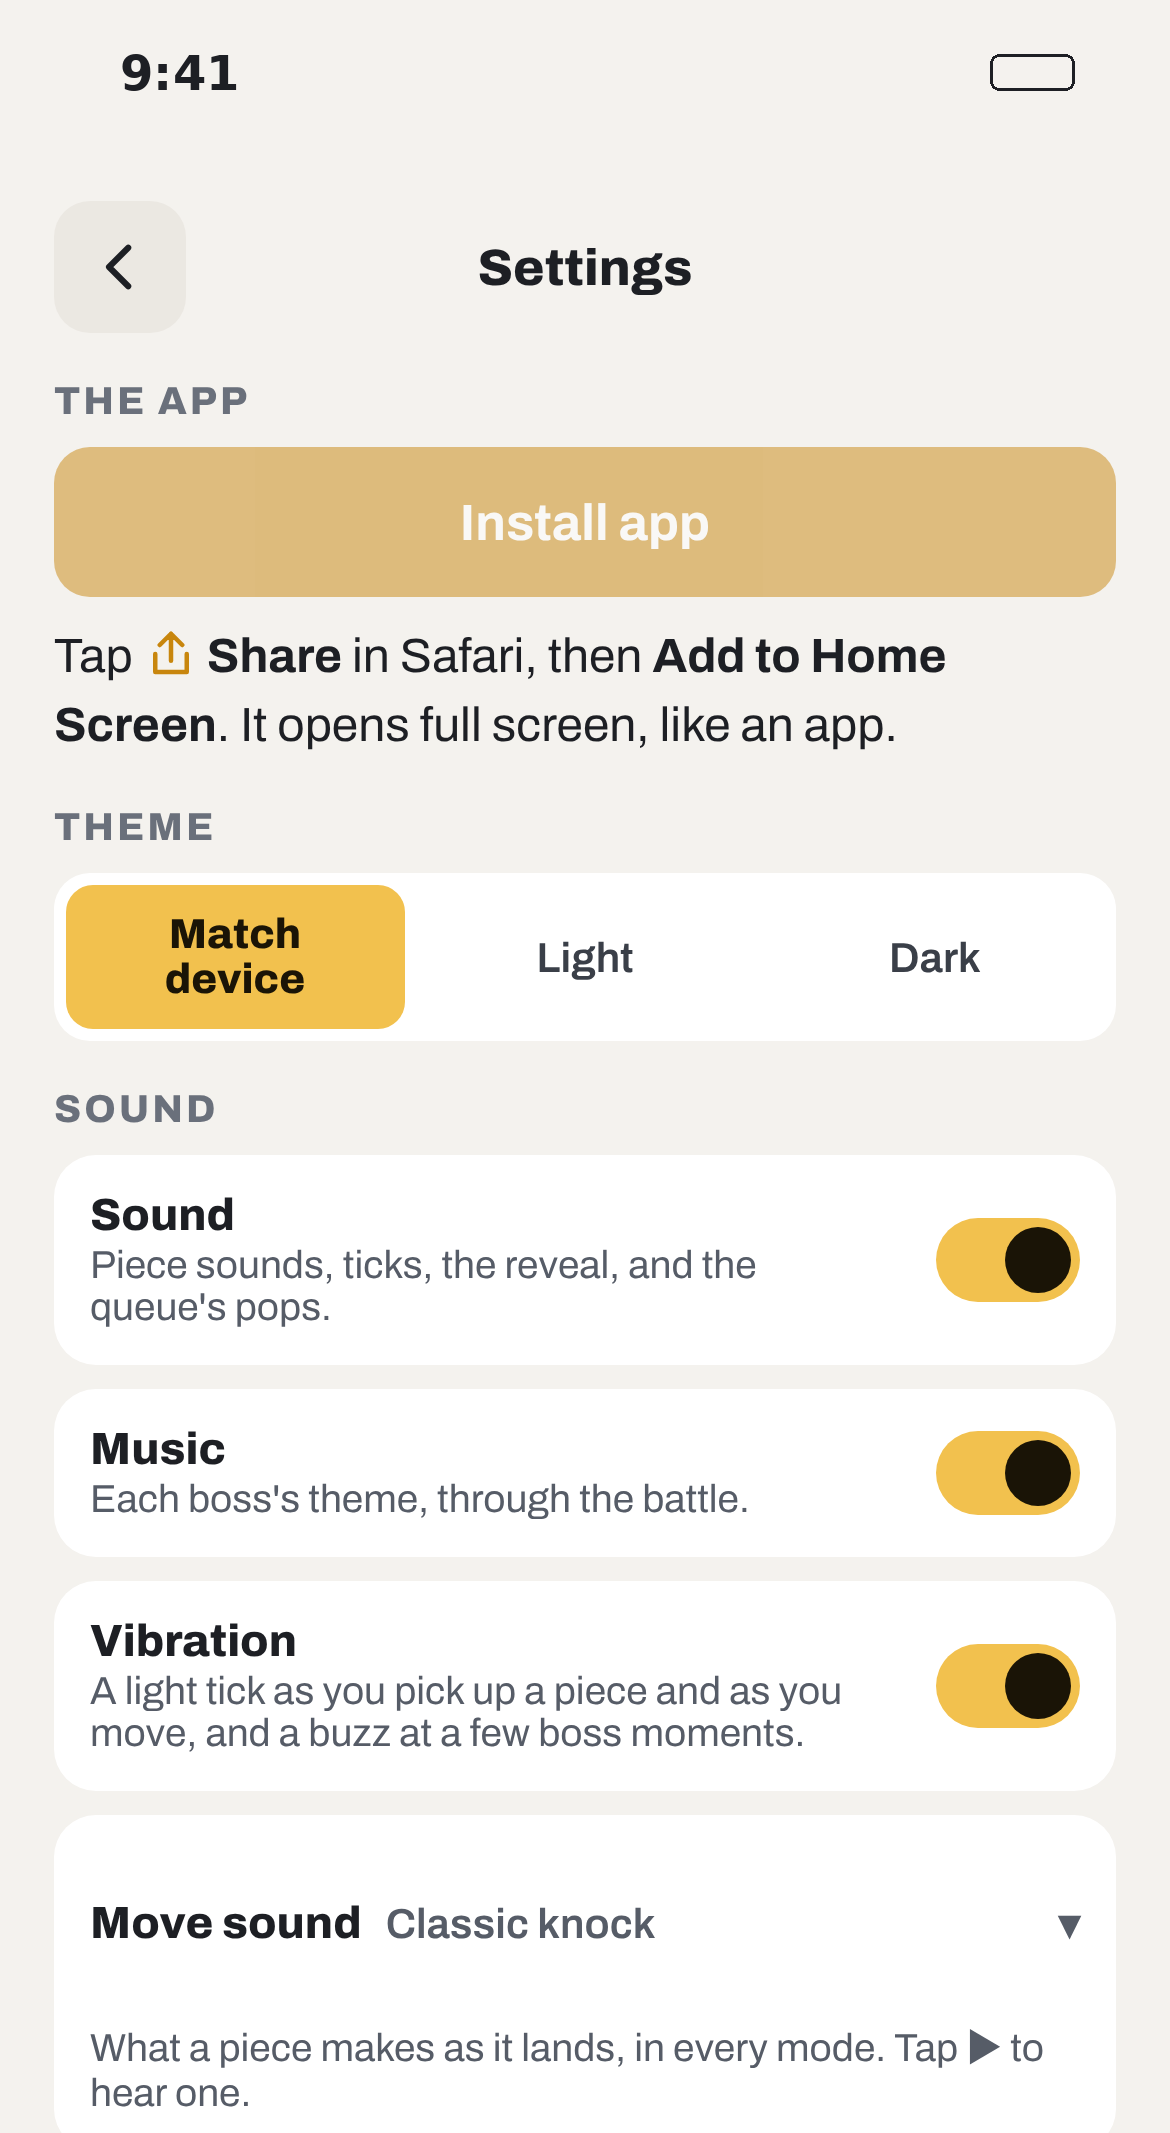 9:41
Settings
THE APP
Install app
Tap Share in Safari, then Add to Home
Screen. It opens full screen, like an app.
THEME
Match
device
Light
Dark
SOUND
Sound
Piece sounds, ticks, the reveal, and the
queue's pops.
Music
Each boss's theme, through the battle.
Vibration
A light tick as you pick up a piece and as you
move, and a buzz at a few boss moments.
Move sound Classic knock ▼
What a piece makes as it lands, in every mode. Tap ▶ to
hear one.